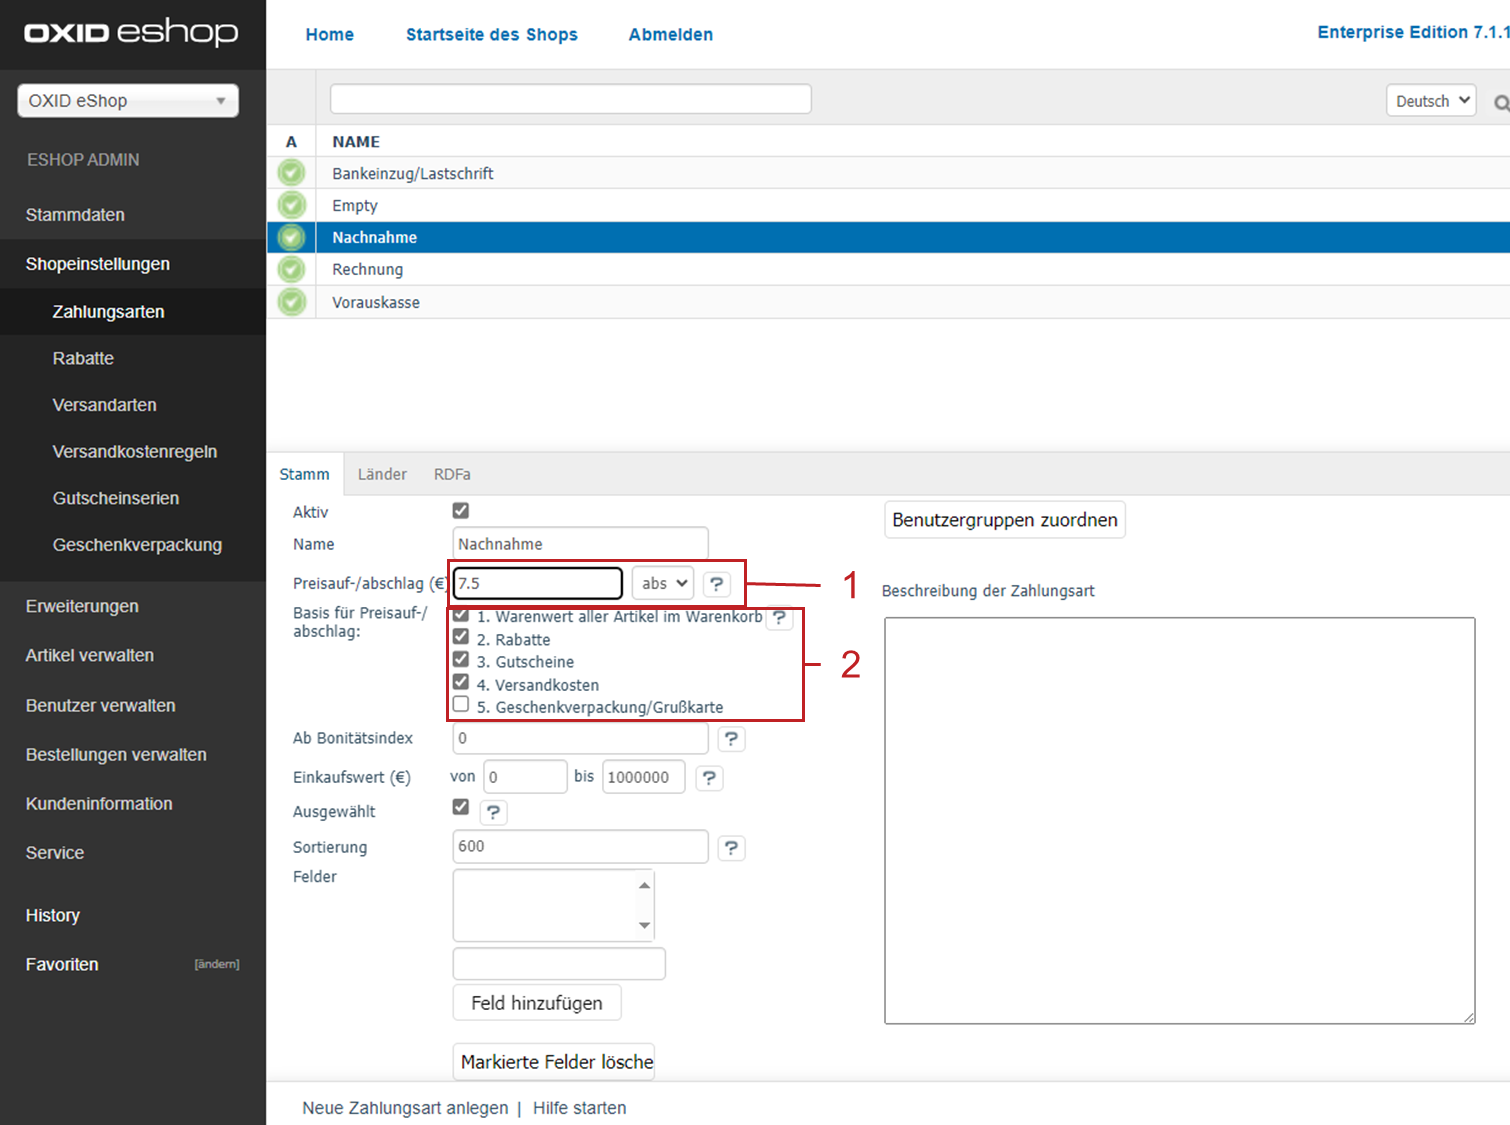 OXID eshop
Home
Startseite des Shops
Abmelden
Enterprise Edition 7.1.1
OXID eShop
Deutsch
ESHOP ADMIN
Stammdaten
Shopeinstellungen
Zahlungsarten
Rabatte
Versandarten
Versandkostenregeln
Gutscheinserien
Geschenkverpackung
Erweiterungen
Artikel verwalten
Benutzer verwalten
Bestellungen verwalten
Kundeninformation
Service
History
Favoriten [ändern]
A NAME
Bankeinzug/Lastschrift
Empty
Nachnahme
Rechnung
Vorauskasse
Stamm Länder RDFa
Aktiv
Name Nachnahme
Preisauf-/abschlag (€) 7.5 abs ? 1
Basis für Preisauf-/
abschlag:
1. Warenwert aller Artikel im Warenkorb ?
2. Rabatte
3. Gutscheine
4. Versandkosten
5. Geschenkverpackung/Grußkarte
2
Ab Bonitätsindex 0 ?
Einkaufswert (€) von 0 bis 1000000 ?
Ausgewählt ?
Sortierung 600 ?
Felder
Feld hinzufügen
Markierte Felder lösche
Benutzergruppen zuordnen
Beschreibung der Zahlungsart
Neue Zahlungsart anlegen | Hilfe starten